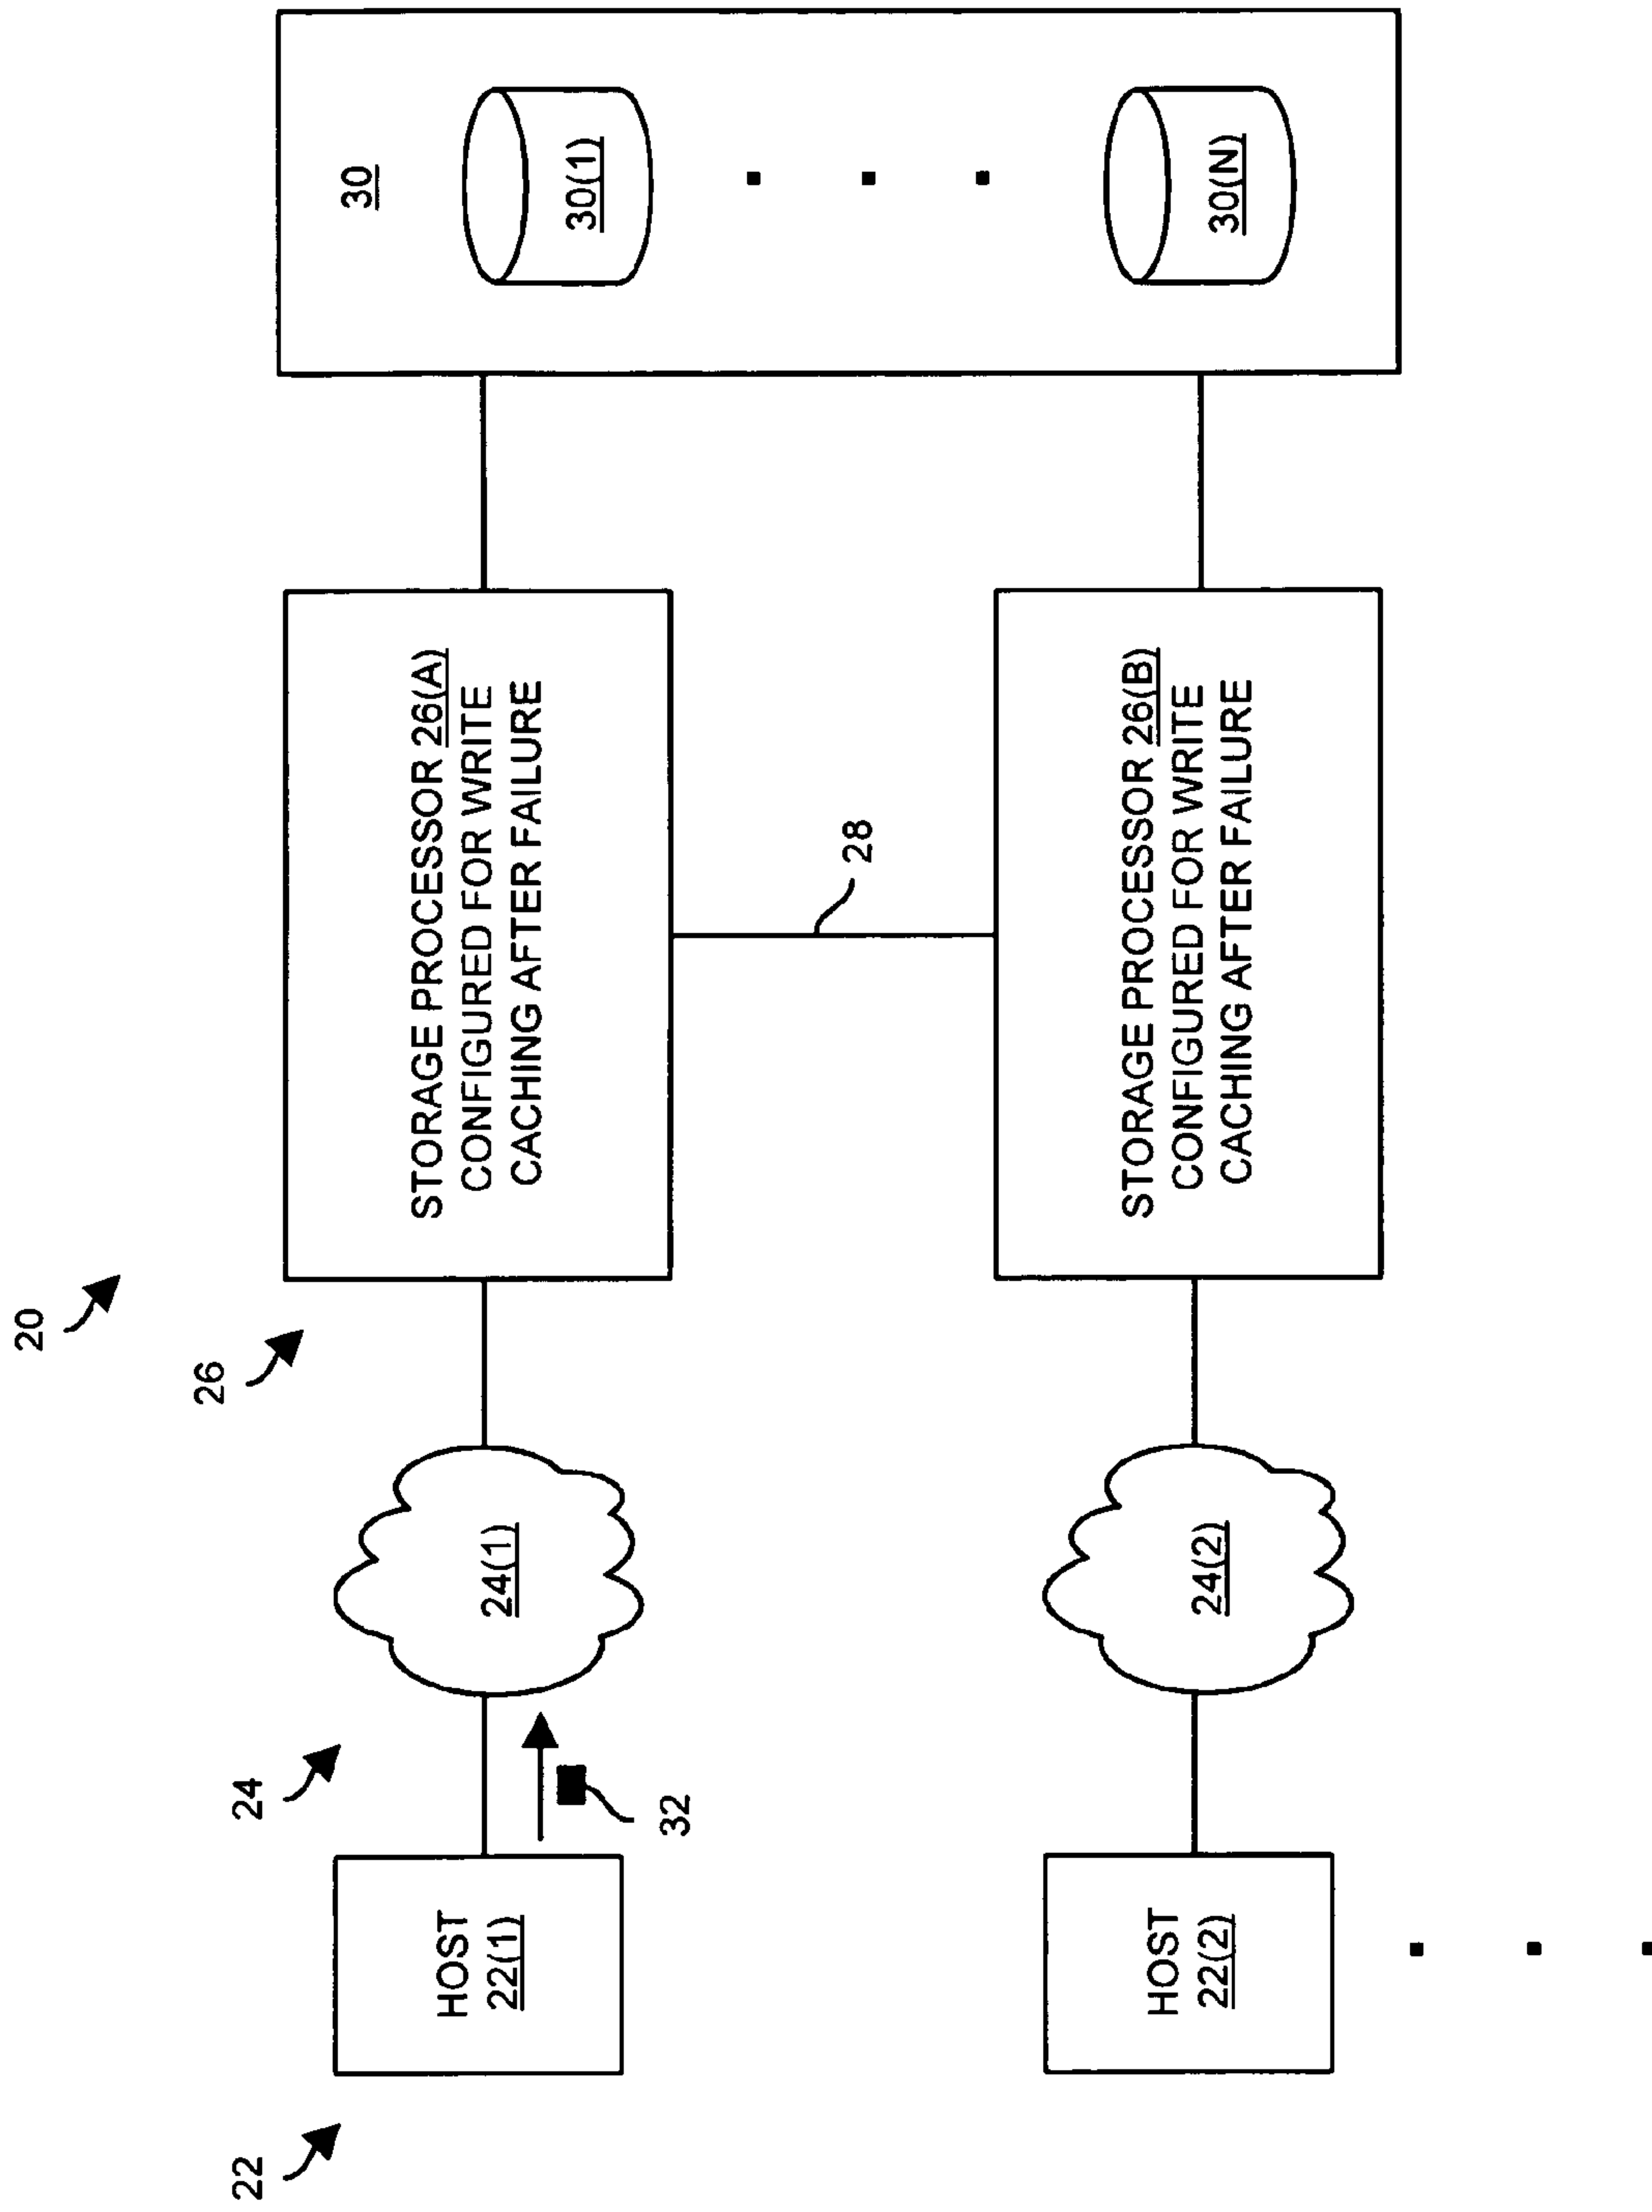 20
22
24
26
HOST
22(1)
32
24(1)
STORAGE PROCESSOR 26(A)
CONFIGURED FOR WRITE
CACHING AFTER FAILURE
28
30
30(1)
30(N)
HOST
22(2)
24(2)
STORAGE PROCESSOR 26(B)
CONFIGURED FOR WRITE
CACHING AFTER FAILURE